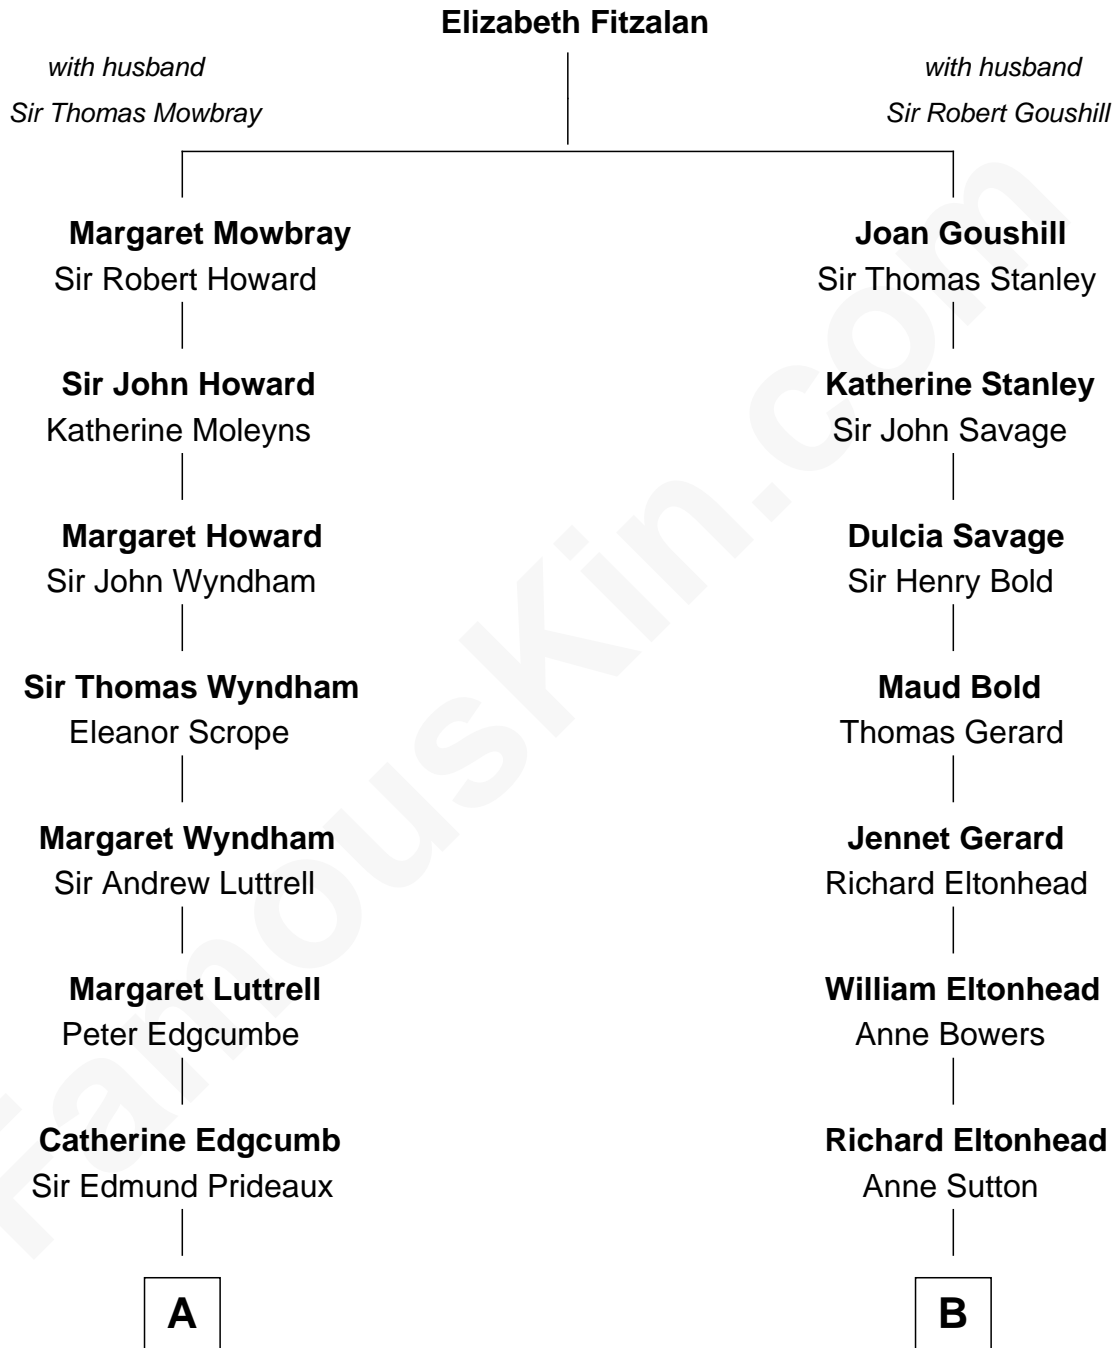 Elizabeth Fitzalan
with husband
Sir Thomas Mowbray
with husband
Sir Robert Goushill
Margaret Mowbray
Sir Robert Howard
Joan Goushill
Sir Thomas Stanley
Sir John Howard
Katherine Moleyns
Katherine Stanley
Sir John Savage
Margaret Howard
Sir John Wyndham
Dulcia Savage
Sir Henry Bold
Sir Thomas Wyndham
Eleanor Scrope
Maud Bold
Thomas Gerard
Margaret Wyndham
Sir Andrew Luttrell
Jennet Gerard
Richard Eltonhead
Margaret Luttrell
Peter Edgcumbe
William Eltonhead
Anne Bowers
Catherine Edgcumb
Sir Edmund Prideaux
Richard Eltonhead
Anne Sutton
A
B
FamousKin.com